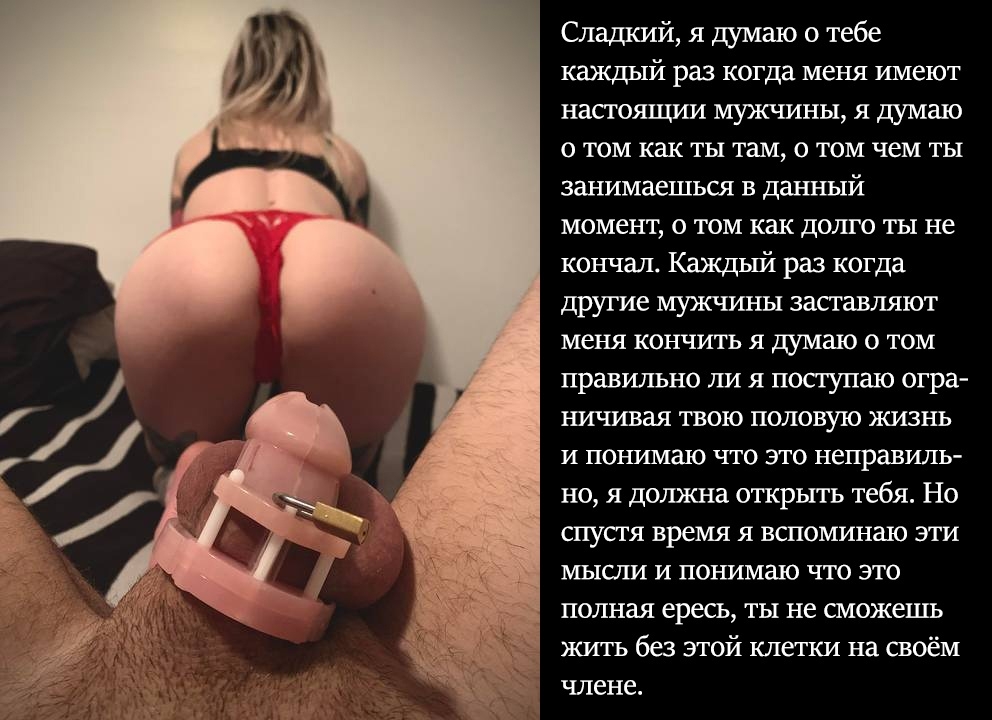 Сладкий, я думаю о тебе
каждый раз когда меня имеют
настоящии мужчины, я думаю
о том как ты там, о том чем ты
занимаешься в данный
момент, о том как долго ты не
кончал. Каждый раз когда
другие мужчины заставляют
меня кончить я думаю о том
правильно ли я поступаю огра-
ничивая твою половую жизнь
и понимаю что это неправиль-
но, я должна открыть тебя. Но
спустя время я вспоминаю эти
мысли и понимаю что это
полная ересь, ты не сможешь
жить без этой клетки на своём
члене.